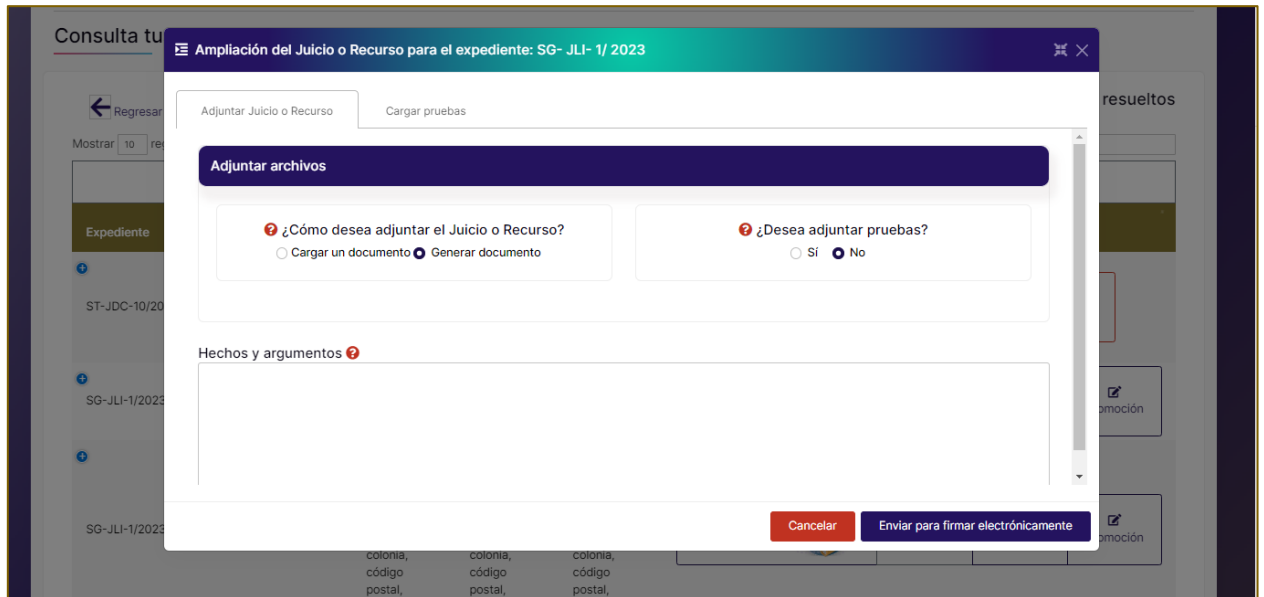 Consulta tu
Ampliación del Juicio o Recurso para el expediente: SG- JLI- 1/ 2023
Regresar
resueltos
Adjuntar Juicio o Recurso
Cargar pruebas
Mostrar 10
Adjuntar archivos
Expediente
¿Cómo desea adjuntar el Juicio o Recurso?
Cargar un documento Generar documento
¿Desea adjuntar pruebas?
Sí No
ST-JDC-10/20
Hechos y argumentos
SG-JLI-1/2023
omoción
SG-JLI-1/2023
omoción
Cancelar
Enviar para firmar electrónicamente
colonia, colonia, colonia,
código código código
postal, postal, postal,